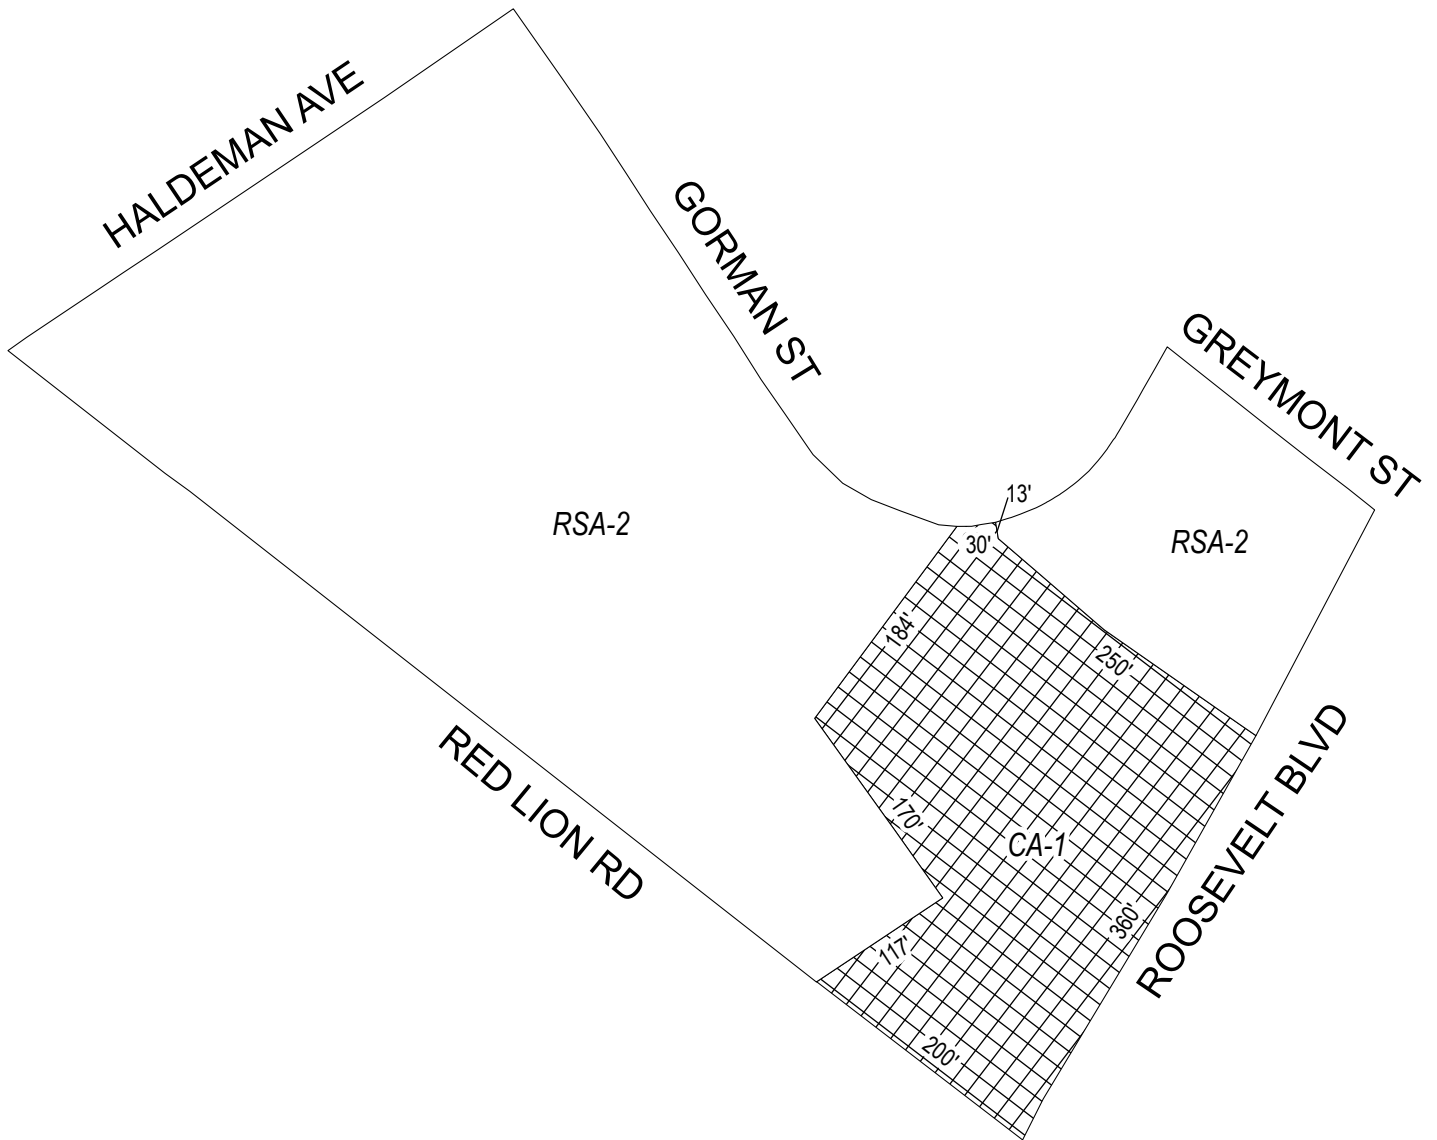 HALDEMAN AVE
GORMAN ST
GREYMONT ST
13'
RSA-2
RSA-2
30'
184'
250'
RED LION RD
170'
CA-1
ROOSEVELT BLVD
360'
117'
200'